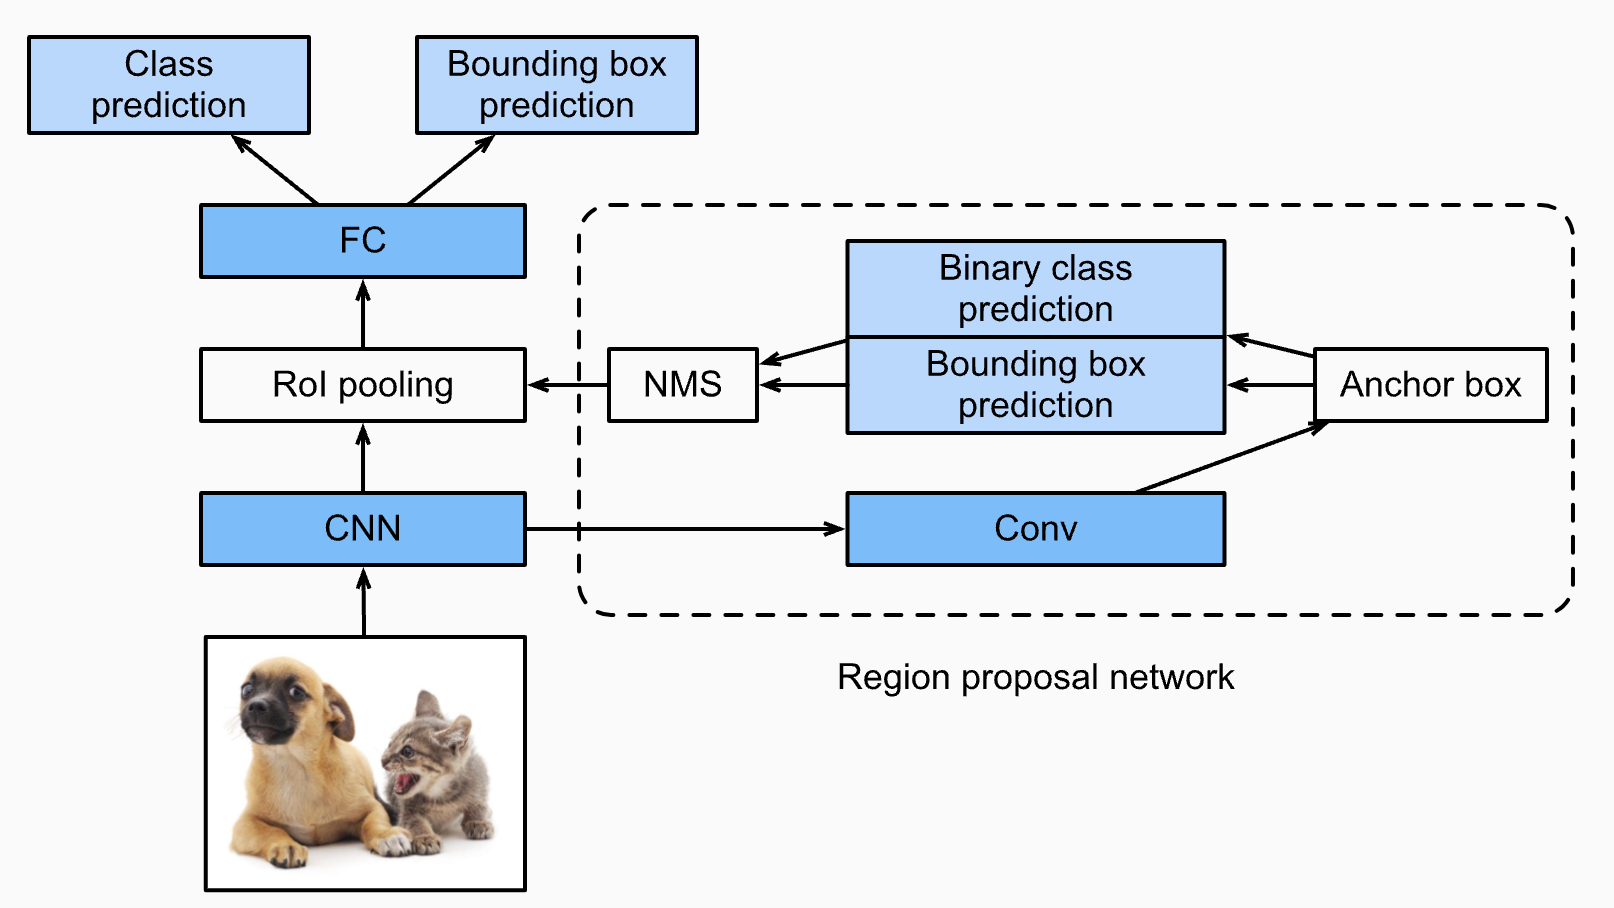 Class
prediction
Bounding box
prediction
FC
Binary class
prediction
RoI pooling
NMS
Bounding box
prediction
Anchor box
CNN
Conv
Region proposal network